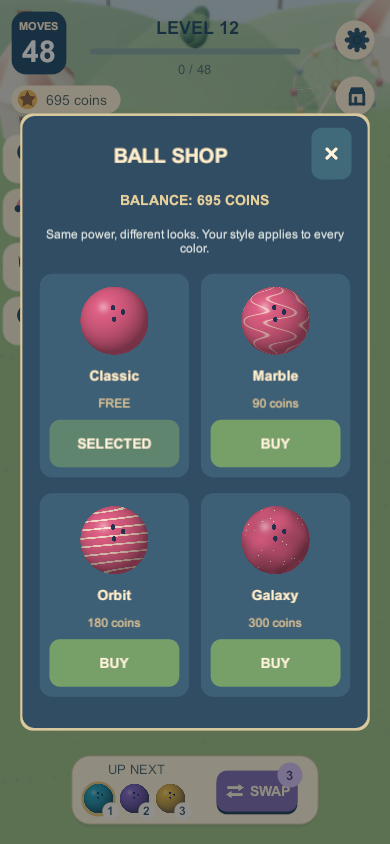 MOVES
48
LEVEL 12
0 / 48
695 coins
BALL SHOP
×
BALANCE: 695 COINS
Same power, different looks. Your style applies to every
color.
Classic
FREE
SELECTED
Marble
90 coins
BUY
Orbit
180 coins
BUY
Galaxy
300 coins
BUY
UP NEXT
1
2
3
SWAP
3